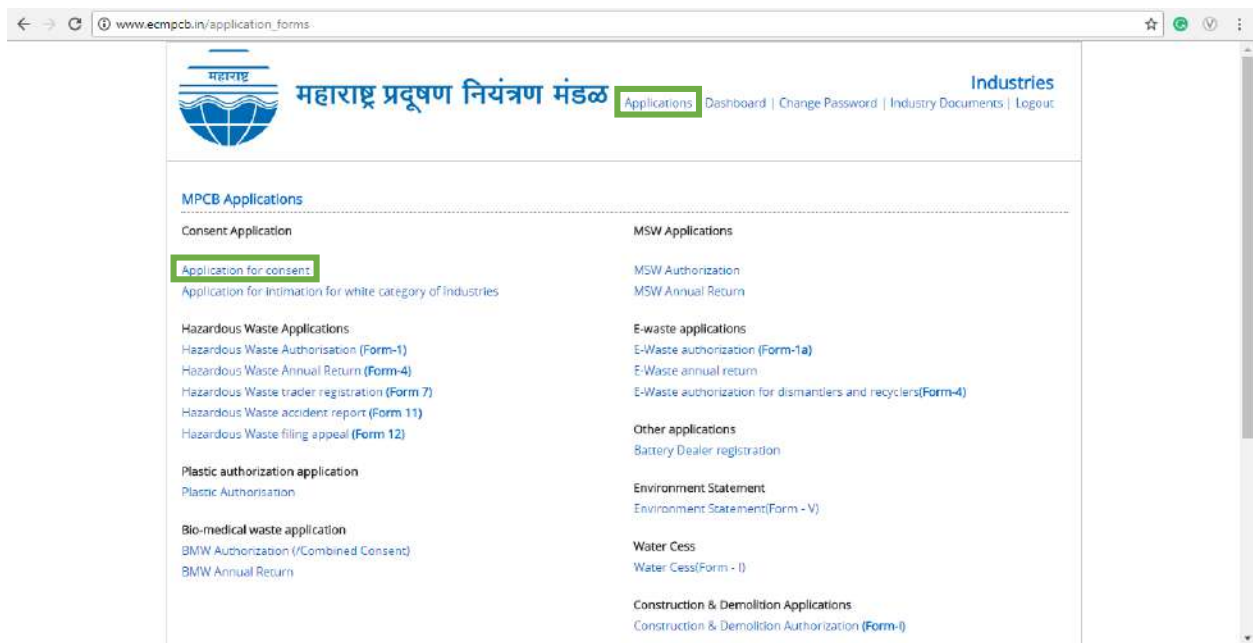 www.ecmpcb.in/application_forms
महाराष्ट्र
महाराष्ट्र प्रदूषण नियंत्रण मंडळ
Industries
Applications Dashboard | Change Password | Industry Documents | Logout
MPCB Applications
Consent Application
Application for consent
Application for intimation for white category of industries
Hazardous Waste Applications
Hazardous Waste Authorisation (Form-1)
Hazardous Waste Annual Return (Form-4)
Hazardous Waste trader registration (Form 7)
Hazardous Waste accident report (Form 11)
Hazardous Waste filing appeal (Form 12)
Plastic authorization application
Plastic Authorisation
Bio-medical waste application
BMW Authorization (/Combined Consent)
BMW Annual Return
MSW Applications
MSW Authorization
MSW Annual Return
E-waste applications
E-Waste authorization (Form-1a)
E-Waste annual return
E-Waste authorization for dismantlers and recyclers(Form-4)
Other applications
Battery Dealer registration
Environment Statement
Environment Statement(Form - V)
Water Cess
Water Cess(Form - I)
Construction & Demolition Applications
Construction & Demolition Authorization (Form-I)